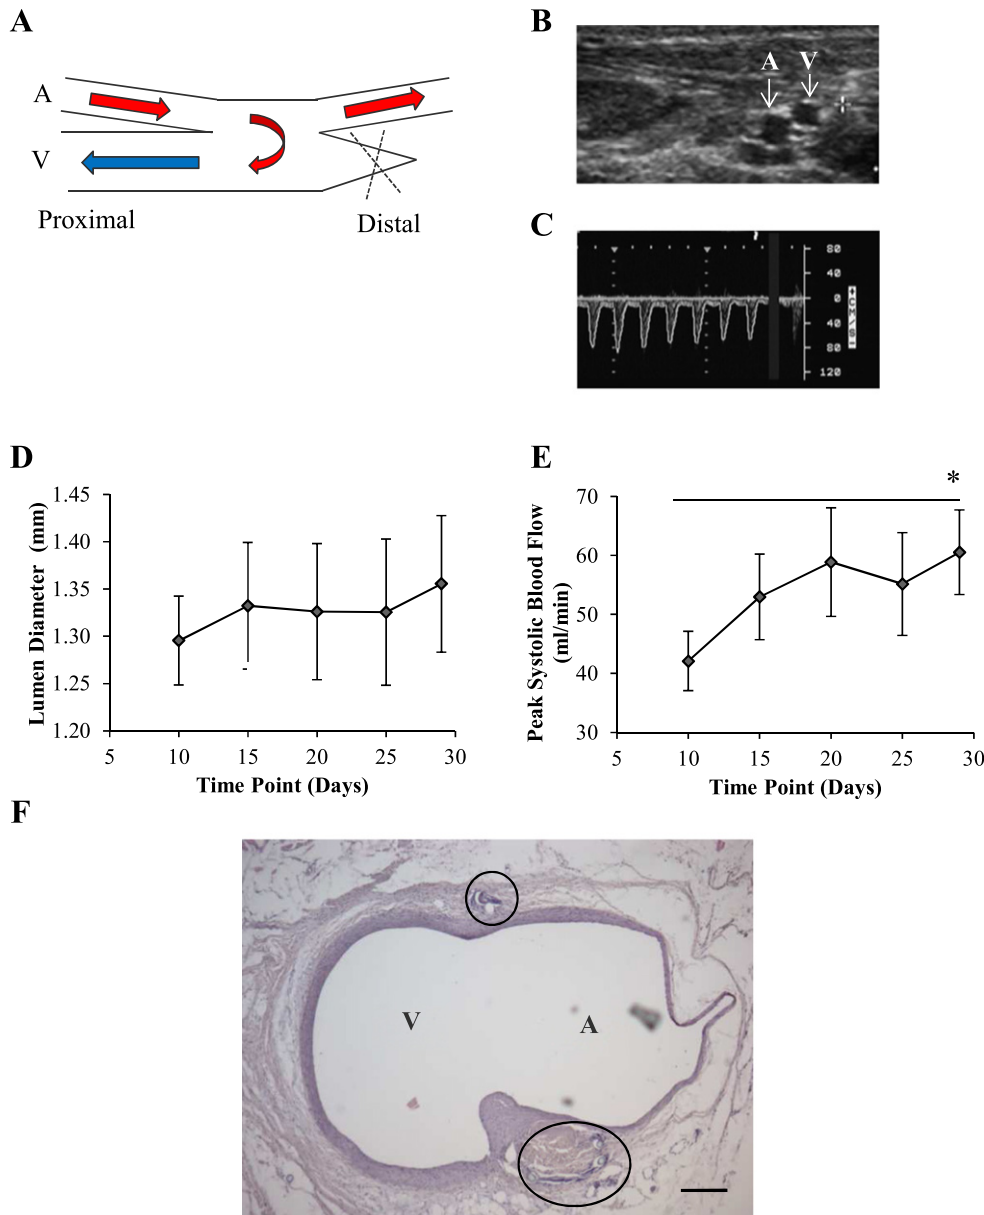 A
A
V
Proximal
Distal
B
A
V
C
80
40
0
40
80
120
+CM/S-
D
1.45
1.40
1.35
1.30
1.25
1.20
5
10
15
20
25
30
Lumen Diameter (mm)
Time Point (Days)
E
*
70
60
50
40
30
5
10
15
20
25
30
Peak Systolic Blood Flow
(ml/min)
Time Point (Days)
F
V
A